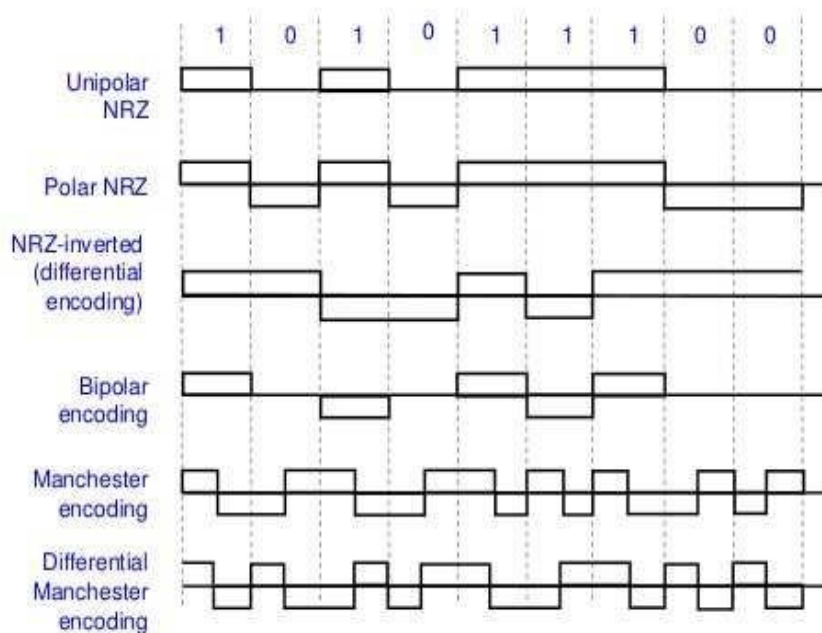 1 0 1 0 1 1 1 0 0
Unipolar
NRZ
Polar NRZ
NRZ-inverted
(differential
encoding)
Bipolar
encoding
Manchester
encoding
Differential
Manchester
encoding